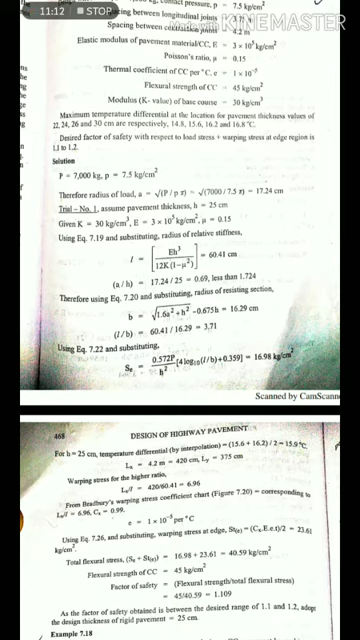 11:12 STOP
contact pressure, p = 7.5 kg/cm²
Spacing between longitudinal joints
Made with KINEMASTER
Spacing between contraction joints = 4.2 m
Elastic modulus of pavement material/CC, E = 3 x 10⁵ kg/cm²
Poisson's ratio, μ = 0.15
Thermal coefficient of CC per °C, e = 1 x 10⁻⁵
Flexural strength of CC = 45 kg/cm²
Modulus (K- value) of base course = 30 kg/cm³
Maximum temperature differential at the location for pavement thickness values of
22, 24, 26 and 30 cm are respectively, 14.8, 15.6, 16.2 and 16.8 °C.
Desired factor of safety with respect to load stress + warping stress at edge region is
1.1 to 1.2.
Solution
P = 7,000 kg, p = 7.5 kg/cm²
Therefore radius of load, a = √(P / p π) = √(7000 / 7.5 π) = 17.24 cm
Trial – No. 1, assume pavement thickness, h = 25 cm
Given K = 30 kg/cm³, E = 3 x 10⁵ kg/cm², μ = 0.15
Using Eq. 7.19 and substituting, radius of relative stiffness,
l = [Eh³ / 12K(1-μ²)] = 60.41 cm
(a / h) = 17.24 / 25 = 0.69, less than 1.724
Therefore using Eq. 7.20 and substituting, radius of resisting section,
b = √1.6a² + h² -0.675h = 16.29 cm
(l / b) = 60.41 / 16.29 = 3.71
Using Eq. 7.22 and substituting,
Sₑ = 0.572P / h² [4 log₁₀(l / b)+0.359] = 16.98 kg/cm²
Scanned by CamScann
468 DESIGN OF HIGHWAY PAVEMENT
For h = 25 cm, temperature differential (by interpolation) = (15.6 + 16.2) / 2 = 15.9 °C
Lₓ = 4.2 m = 420 cm, Ly = 375 cm
Warping stress for the higher ratio,
Lₓ/l = 420/60.41 = 6.96
From Bradbury's warping stress coefficient chart (Figure 7.20) = corresponding to
Lₓ/l = 6.96, Cₓ = 0.99.
e = 1 x 10⁻⁵ per °C
Using Eq. 7.26, and substituting, warping stress at edge, St(e) = (Cₓ E.e.t)/2 = 23.61
kg/cm².
Total flexural stress, (Sₑ + St(e)) = 16.98 + 23.61 = 40.59 kg/cm²
Flexural strength of CC = 45 kg/cm²
Factor of safety = (Flexural strength/total flexural stress)
= 45/40.59 = 1.109
As the factor of safety obtained is between the desired range of 1.1 and 1.2, adopt
the design thickness of rigid pavement = 25 cm.
Example 7.18